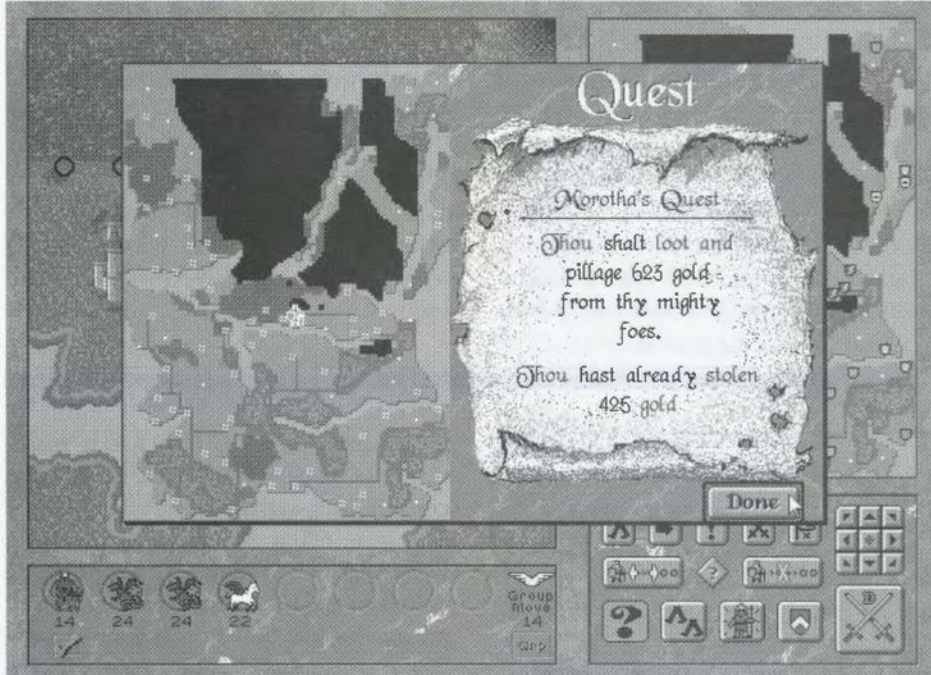 Quest
Morotha's Quest
Thou shalt loot and
pillage 623 gold
from thy mighty
foes.
Thou hast already stolen
425 gold
Done
14
24
24
22
Group
Move
14
Grp
D